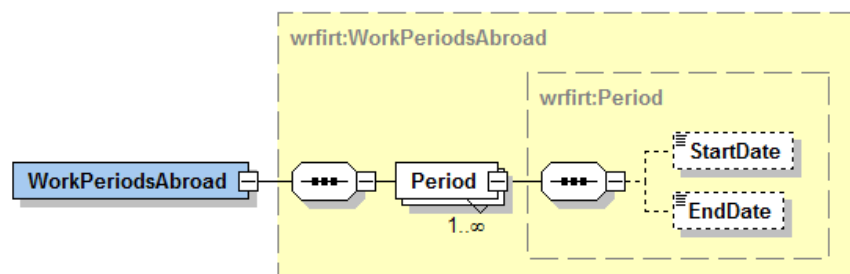 wrfirt:WorkPeriodsAbroad
wrfirt:Period
WorkPeriodsAbroad
Period
1..∞
StartDate
EndDate